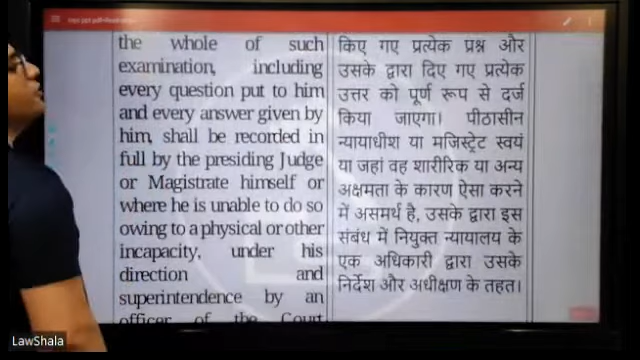 the whole of such
examination, including
every question put to him
and every answer given by
him, shall be recorded in
full by the presiding Judge
or Magistrate himself or
where he is unable to do so
owing to a physical or other
incapacity, under his
direction and
superintendence by an
officer of the Court
किए गए प्रत्येक प्रश्न और
उसके द्वारा दिए गए प्रत्येक
उत्तर को पूर्ण रूप से दर्ज
किया जाएगा। पीठासीन
न्यायाधीश या मजिस्ट्रेट स्वयं
या जहां वह शारीरिक या अन्य
अक्षमता के कारण ऐसा करने
में असमर्थ है, उसके द्वारा इस
संबंध में नियुक्त न्यायालय के
एक अधिकारी द्वारा उसके
निर्देश और अधीक्षण के तहत।
LawShala